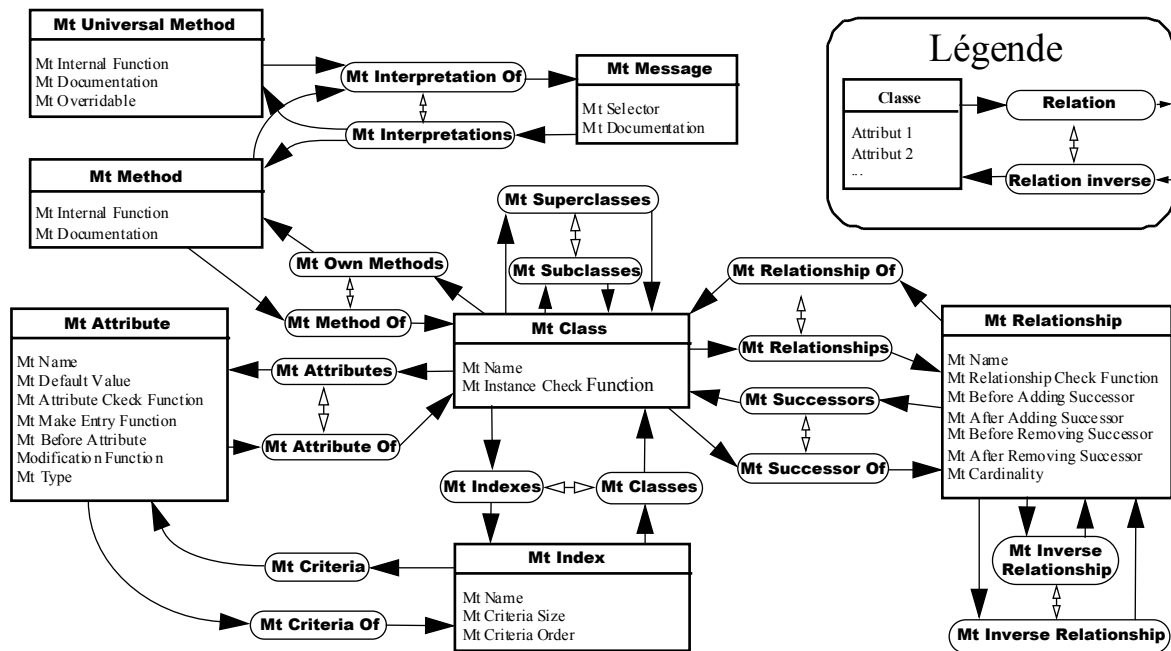 Mt Universal Method
Mt Internal Function
Mt Documentation
Mt Overridable
Mt Interpretation Of
Mt Interpretations
Mt Message
Mt Selector
Mt Documentation
Légende
Classe
Attribut 1
Attribut 2
...
Relation
Relation inverse
Mt Method
Mt Internal Function
Mt Documentation
Mt Superclasses
Mt Subclasses
Mt Own Methods
Mt Method Of
Mt Relationship Of
Mt Relationships
Mt Attribute
Mt Name
Mt Default Value
Mt Attribute Ckeck Function
Mt Make Entry Function
Mt Before Attribute
Modification Function
Mt Type
Mt Attributes
Mt Attribute Of
Mt Class
Mt Name
Mt Instance Check Function
Mt Successors
Mt Successor Of
Mt Relationship
Mt Name
Mt Relationship Check Function
Mt Before Adding Successor
Mt After Adding Successor
Mt Before Removing Successor
Mt After Removing Successor
Mt Cardinality
Mt Indexes
Mt Classes
Mt Criteria
Mt Criteria Of
Mt Index
Mt Name
Mt Criteria Size
Mt Criteria Order
Mt Inverse
Relationship
Mt Inverse Relationship